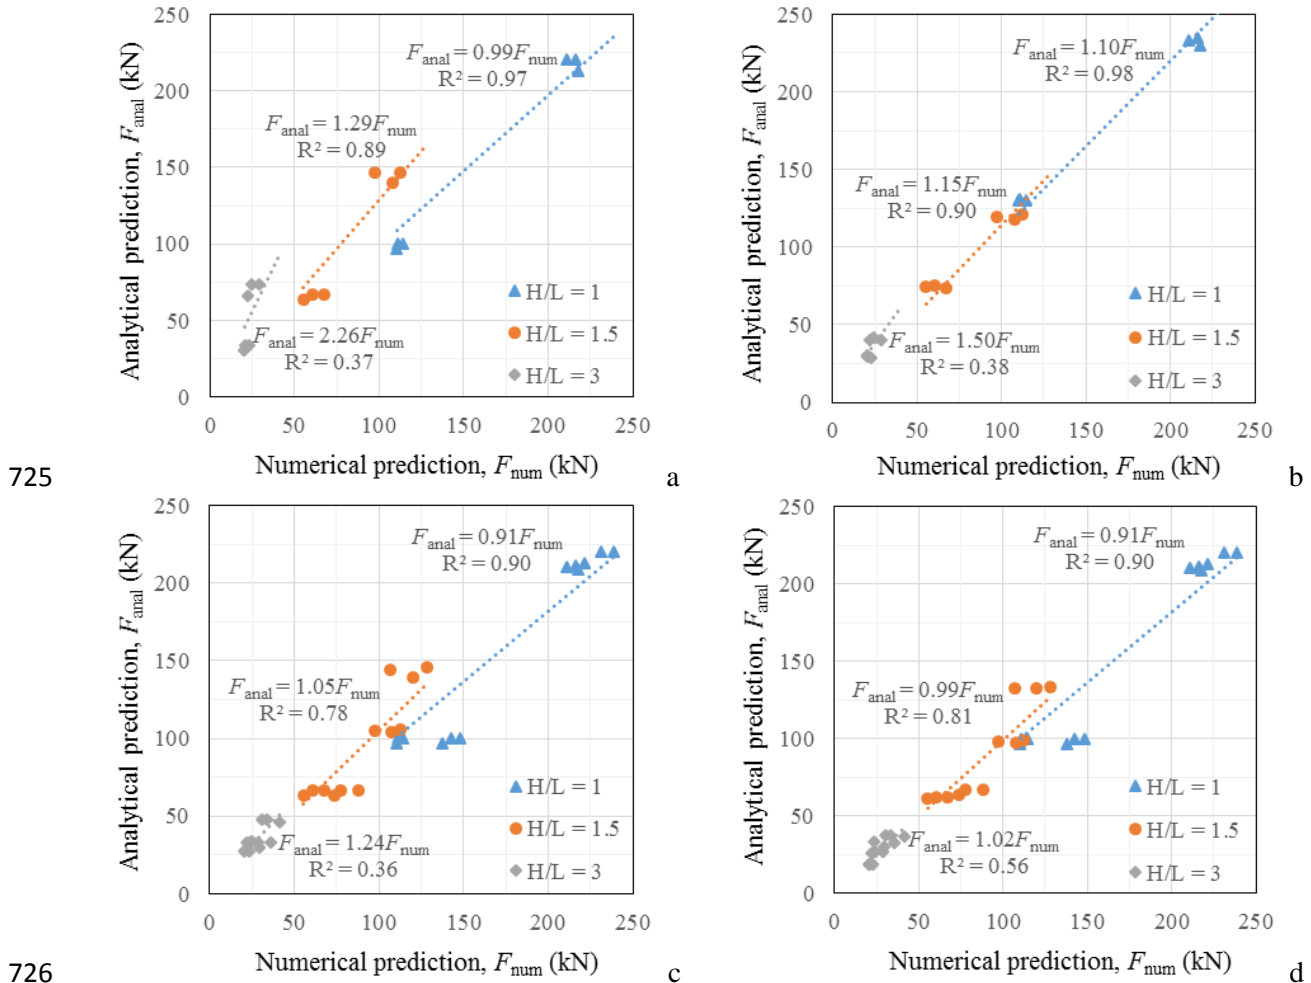 250
200
150
100
50
0
Analytical prediction, Fanal (kN)
Fanal = 0.99Fnum
R² = 0.97
Fanal = 1.29Fnum
R² = 0.89
Fanal = 2.26Fnum
R² = 0.37
H/L = 1
H/L = 1.5
H/L = 3
0 50 100 150 200 250
Numerical prediction, Fnum (kN)
725 a
250
200
150
100
50
0
Analytical prediction, Fanal (kN)
Fanal = 1.10Fnum
R² = 0.98
Fanal = 1.15Fnum
R² = 0.90
Fanal = 1.50Fnum
R² = 0.38
H/L = 1
H/L = 1.5
H/L = 3
0 50 100 150 200 250
Numerical prediction, Fnum (kN)
b
250
200
150
100
50
0
Analytical prediction, Fanal (kN)
Fanal = 0.91Fnum
R² = 0.90
Fanal = 1.05Fnum
R² = 0.78
Fanal = 1.24Fnum
R² = 0.36
H/L = 1
H/L = 1.5
H/L = 3
0 50 100 150 200 250
Numerical prediction, Fnum (kN)
726 c
250
200
150
100
50
0
Analytical prediction, Fanal (kN)
Fanal = 0.91Fnum
R² = 0.90
Fanal = 0.99Fnum
R² = 0.81
Fanal = 1.02Fnum
R² = 0.56
H/L = 1
H/L = 1.5
H/L = 3
0 50 100 150 200 250
Numerical prediction, Fnum (kN)
d